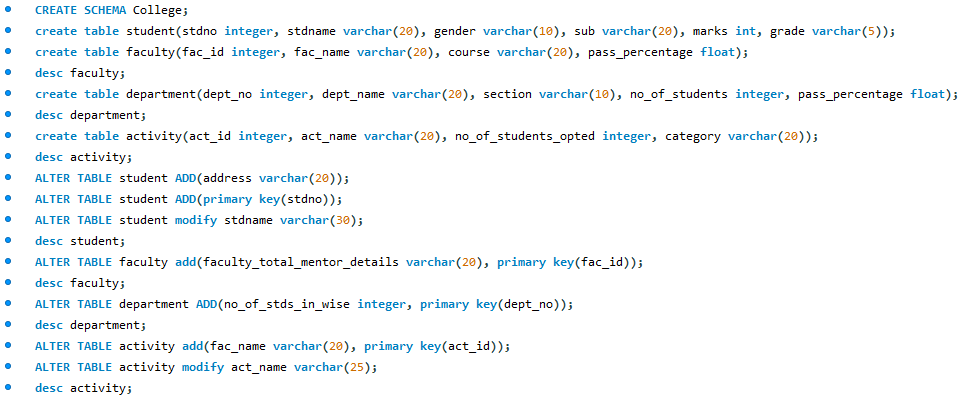 CREATE SCHEMA College;
create table student(stdno integer, stdname varchar(20), gender varchar(10), sub varchar(20), marks int, grade varchar(5));
create table faculty(fac_id integer, fac_name varchar(20), course varchar(20), pass_percentage float);
desc faculty;
create table department(dept_no integer, dept_name varchar(20), section varchar(10), no_of_students integer, pass_percentage float);
desc department;
create table activity(act_id integer, act_name varchar(20), no_of_students_opted integer, category varchar(20));
desc activity;
ALTER TABLE student ADD(address varchar(20));
ALTER TABLE student ADD(primary key(stdno));
ALTER TABLE student modify stdname varchar(30);
desc student;
ALTER TABLE faculty add(faculty_total_mentor_details varchar(20), primary key(fac_id));
desc faculty;
ALTER TABLE department ADD(no_of_stds_in_wise integer, primary key(dept_no));
desc department;
ALTER TABLE activity add(fac_name varchar(20), primary key(act_id));
ALTER TABLE activity modify act_name varchar(25);
desc activity;